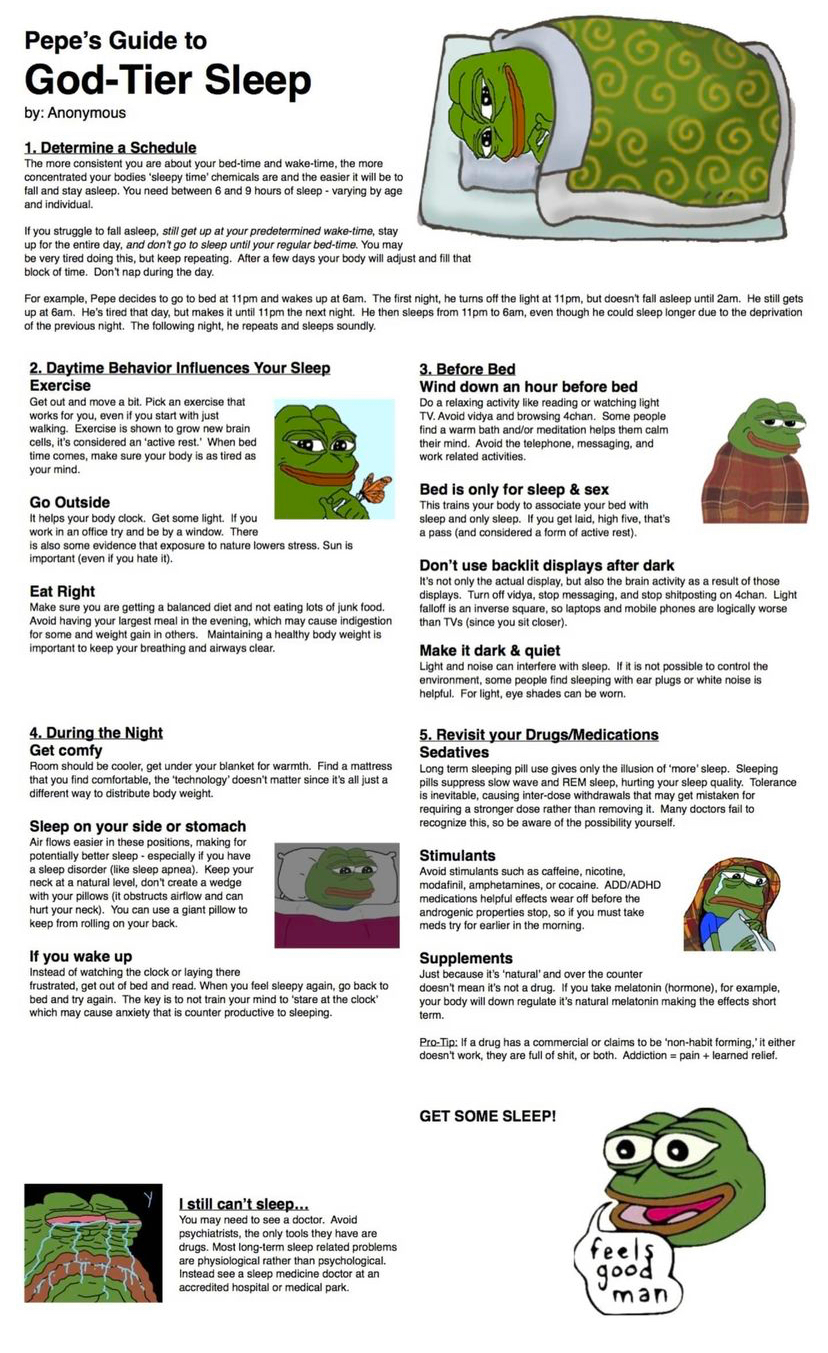 Pepe's Guide to
God-Tier Sleep
by: Anonymous
1. Determine a Schedule
The more consistent you are about your bed-time and wake-time, the more
concentrated your bodies 'sleepy time' chemicals are and the easier it will be to
fall and stay asleep. You need between 6 and 9 hours of sleep - varying by age
and individual.
If you struggle to fall asleep, still get up at your predetermined wake-time, stay
up for the entire day, and don't go to sleep until your regular bed-time. You may
be very tired doing this, but keep repeating. After a few days your body will adjust and fill that
block of time. Don't nap during the day.
For example, Pepe decides to go to bed at 11pm and wakes up at 6am. The first night, he turns off the light at 11pm, but doesn't fall asleep until 2am. He still gets
up at 6am. He's tired that day, but makes it until 11pm the next night. He then sleeps from 11pm to 6am, even though he could sleep longer due to the deprivation
of the previous night. The following night, he repeats and sleeps soundly.
2. Daytime Behavior Influences Your Sleep
Exercise
Get out and move a bit. Pick an exercise that
works for you, even if you start with just
walking. Exercise is shown to grow new brain
cells, it's considered an 'active rest.' When bed
time comes, make sure your body is as tired as
your mind.
Go Outside
It helps your body clock. Get some light. If you
work in an office try and be by a window. There
is also some evidence that exposure to nature lowers stress. Sun is
important (even if you hate it).
Eat Right
Make sure you are getting a balanced diet and not eating lots of junk food.
Avoid having your largest meal in the evening, which may cause indigestion
for some and weight gain in others. Maintaining a healthy body weight is
important to keep your breathing and airways clear.
3. Before Bed
Wind down an hour before bed
Do a relaxing activity like reading or watching light
TV. Avoid vidya and browsing 4chan. Some people
find a warm bath and/or meditation helps them calm
their mind. Avoid the telephone, messaging, and
work related activities.
Bed is only for sleep & sex
This trains your body to associate your bed with
sleep and only sleep. If you get laid, high five, that's
a pass (and considered a form of active rest).
Don't use backlit displays after dark
It's not only the actual display, but also the brain activity as a result of those
displays. Turn off vidya, stop messaging, and stop shitposting on 4chan. Light
falloff is an inverse square, so laptops and mobile phones are logically worse
than TVs (since you sit closer).
Make it dark & quiet
Light and noise can interfere with sleep. If it is not possible to control the
environment, some people find sleeping with ear plugs or white noise is
helpful. For light, eye shades can be worn.
4. During the Night
Get comfy
Room should be cooler, get under your blanket for warmth. Find a mattress
that you find comfortable, the 'technology' doesn't matter since it's all just a
different way to distribute body weight.
Sleep on your side or stomach
Air flows easier in these positions, making for
potentially better sleep - especially if you have
a sleep disorder (like sleep apnea). Keep your
neck at a natural level, don't create a wedge
with your pillows (it obstructs airflow and can
hurt your neck). You can use a giant pillow to
keep from rolling on your back.
If you wake up
Instead of watching the clock or laying there
frustrated, get out of bed and read. When you feel sleepy again, go back to
bed and try again. The key is to not train your mind to 'stare at the clock'
which may cause anxiety that is counter productive to sleeping.
5. Revisit your Drugs/Medications
Sedatives
Long term sleeping pill use gives only the illusion of 'more' sleep. Sleeping
pills suppress slow wave and REM sleep, hurting your sleep quality. Tolerance
is inevitable, causing inter-dose withdrawals that may get mistaken for
requiring a stronger dose rather than removing it. Many doctors fail to
recognize this, so be aware of the possibility yourself.
Stimulants
Avoid stimulants such as caffeine, nicotine,
modafinil, amphetamines, or cocaine. ADD/ADHD
medications helpful effects wear off before the
androgenic properties stop, so if you must take
meds try for earlier in the morning.
Supplements
Just because it's 'natural' and over the counter
doesn't mean it's not a drug. If you take melatonin (hormone), for example,
your body will down regulate it's natural melatonin making the effects short
term.
Pro-Tip: If a drug has a commercial or claims to be 'non-habit forming,' it either
doesn't work, they are full of shit, or both. Addiction = pain + learned relief.
GET SOME SLEEP!
I still can't sleep...
You may need to see a doctor. Avoid
psychiatrists, the only tools they have are
drugs. Most long-term sleep related problems
are physiological rather than psychological.
Instead see a sleep medicine doctor at an
accredited hospital or medical park.
feels
good
man